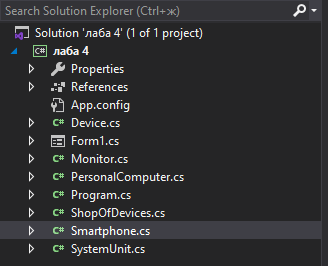 Search Solution Explorer (Ctrl+ж)
Solution 'лаба 4' (1 of 1 project)
C# лаба 4
Properties
References
App.config
C# Device.cs
Form1.cs
C# Monitor.cs
C# PersonalComputer.cs
C# Program.cs
C# ShopOfDevices.cs
C# Smartphone.cs
C# SystemUnit.cs